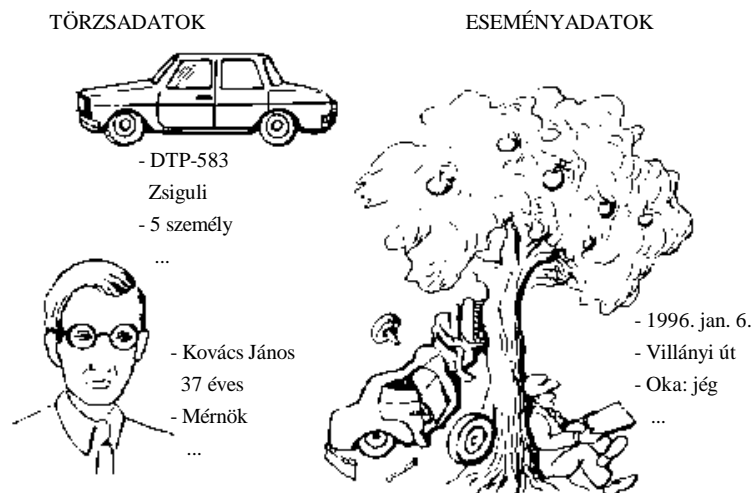 TÖRZSADATOK
- DTP-583
Zsiguli
- 5 személy
...
- Kovács János
37 éves
- Mérnök
...
ESEMÉNYADATOK
- 1996. jan. 6.
- Villányi út
- Oka: jég
...